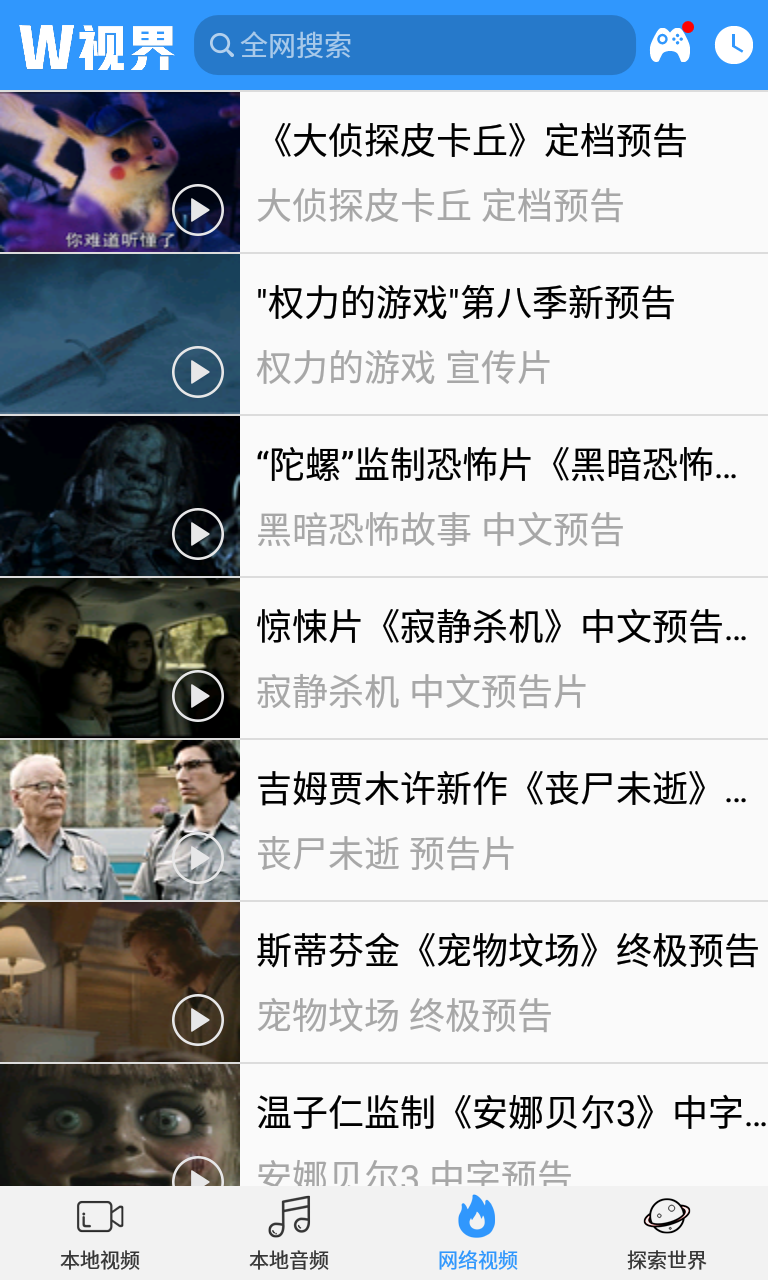 W视界
全网搜索
你难道听懂了
《大侦探皮卡丘》定档预告
大侦探皮卡丘 定档预告
"权力的游戏"第八季新预告
权力的游戏 宣传片
“陀螺”监制恐怖片《黑暗恐怖...
黑暗恐怖故事 中文预告
惊悚片《寂静杀机》中文预告...
寂静杀机 中文预告片
吉姆贾木许新作《丧尸未逝》...
丧尸未逝 预告片
斯蒂芬金《宠物坟场》终极预告
宠物坟场 终极预告
温子仁监制《安娜贝尔3》中字...
安娜贝尔3 中字预告
本地视频
本地音频
网络视频
探索世界